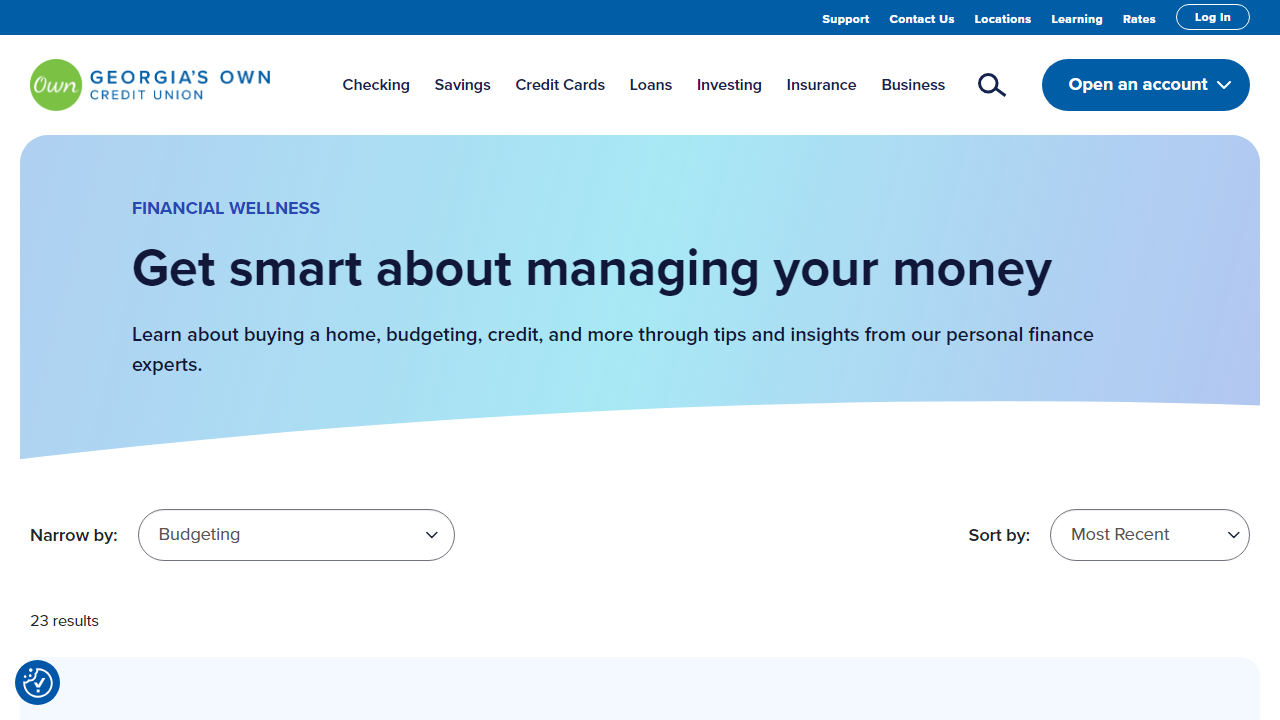 Support Contact Us Locations Learning Rates Log In
Own GEORGIA'S OWN
CREDIT UNION
Checking Savings Credit Cards Loans Investing Insurance Business Open an account
FINANCIAL WELLNESS
Get smart about managing your money
Learn about buying a home, budgeting, credit, and more through tips and insights from our personal finance
experts.
Narrow by: Budgeting Sort by: Most Recent
23 results